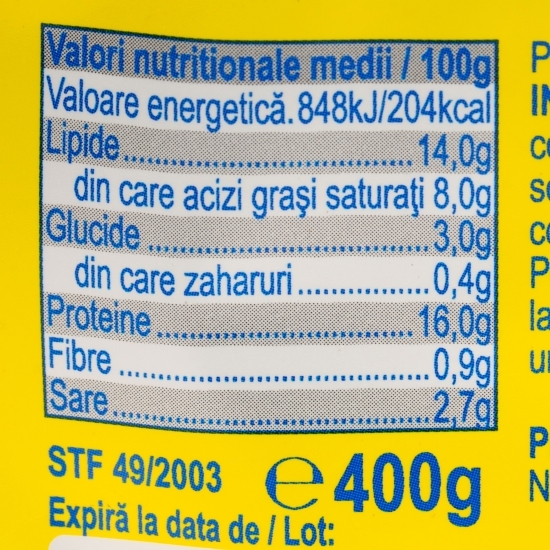 Valori nutritionale medii / 100g
Valoare energetică.848kJ/204kcal
Lipide....................................14,0g
din care acizi grași saturați 8,0g
Glucide ..................................3,0g
din care zaharuri................0,4g
Proteine ...............................16,0g
Fibre .....................................0,9g
Sare.......................................2,7g
STF 49/2003 e400g
Expiră la data de / Lot: